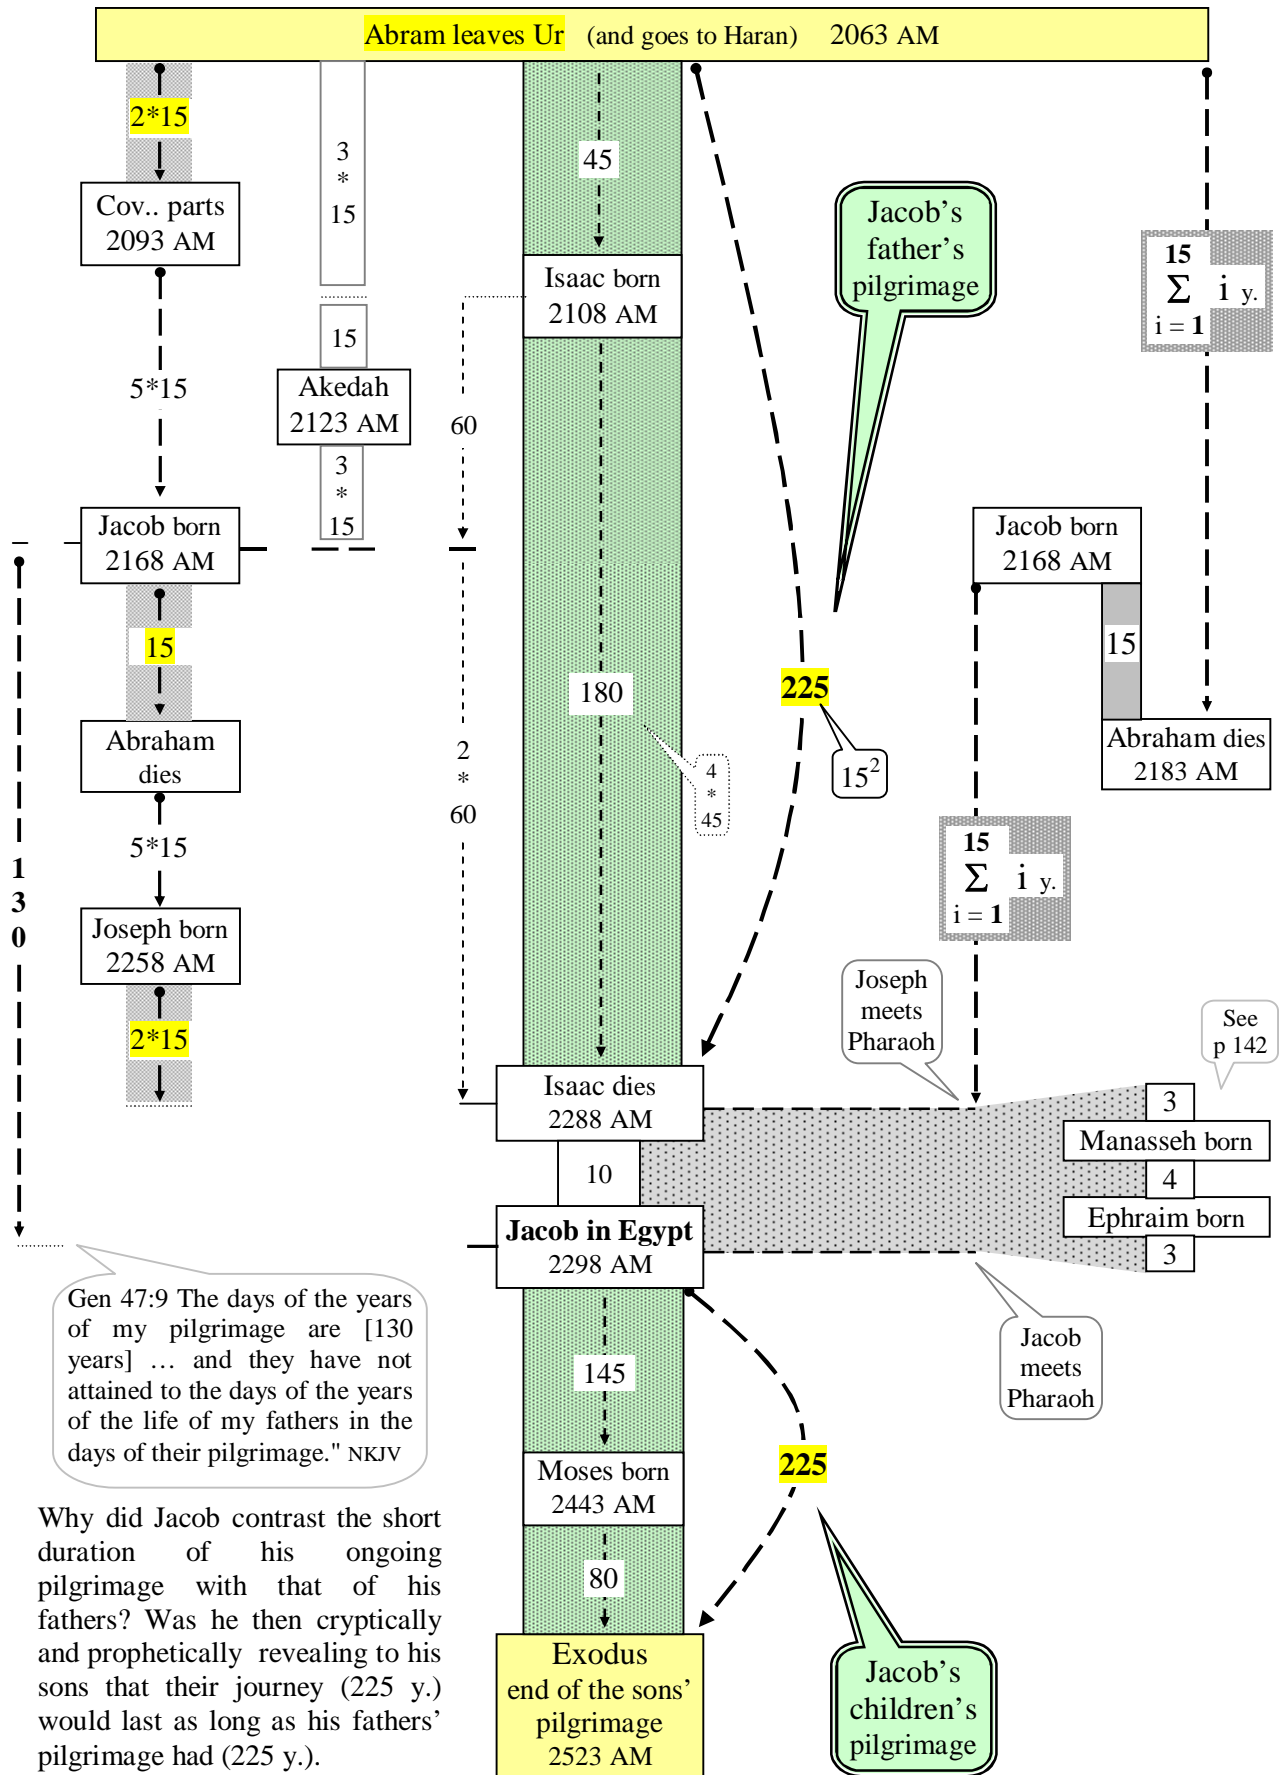 Abram leaves Ur (and goes to Haran) 2063 AM
2*15
Cov.. parts
2093 AM
5*15
Jacob born
2168 AM
15
Abraham
dies
5*15
Joseph born
2258 AM
2*15
1
3
0
3
*
15
15
Akedah
2123 AM
3
*
15
60
2
*
60
45
Isaac born
2108 AM
180
4
*
45
Isaac dies
2288 AM
10
Jacob in Egypt
2298 AM
145
Moses born
2443 AM
80
Exodus
end of the sons’
pilgrimage
2523 AM
Jacob’s
father’s
pilgrimage
225
15²
15
Σ i y.
i = 1
Jacob born
2168 AM
15
Abraham dies
2183 AM
15
Σ i y.
i = 1
Joseph
meets
Pharaoh
See
p 142
3
Manasseh born
4
Ephraim born
3
Jacob
meets
Pharaoh
225
Jacob’s
children’s
pilgrimage
Gen 47:9 The days of the years
of my pilgrimage are [130
years] … and they have not
attained to the days of the years
of the life of my fathers in the
days of their pilgrimage." NKJV
Why did Jacob contrast the short
duration of his ongoing
pilgrimage with that of his
fathers? Was he then cryptically
and prophetically revealing to his
sons that their journey (225 y.)
would last as long as his fathers’
pilgrimage had (225 y.).